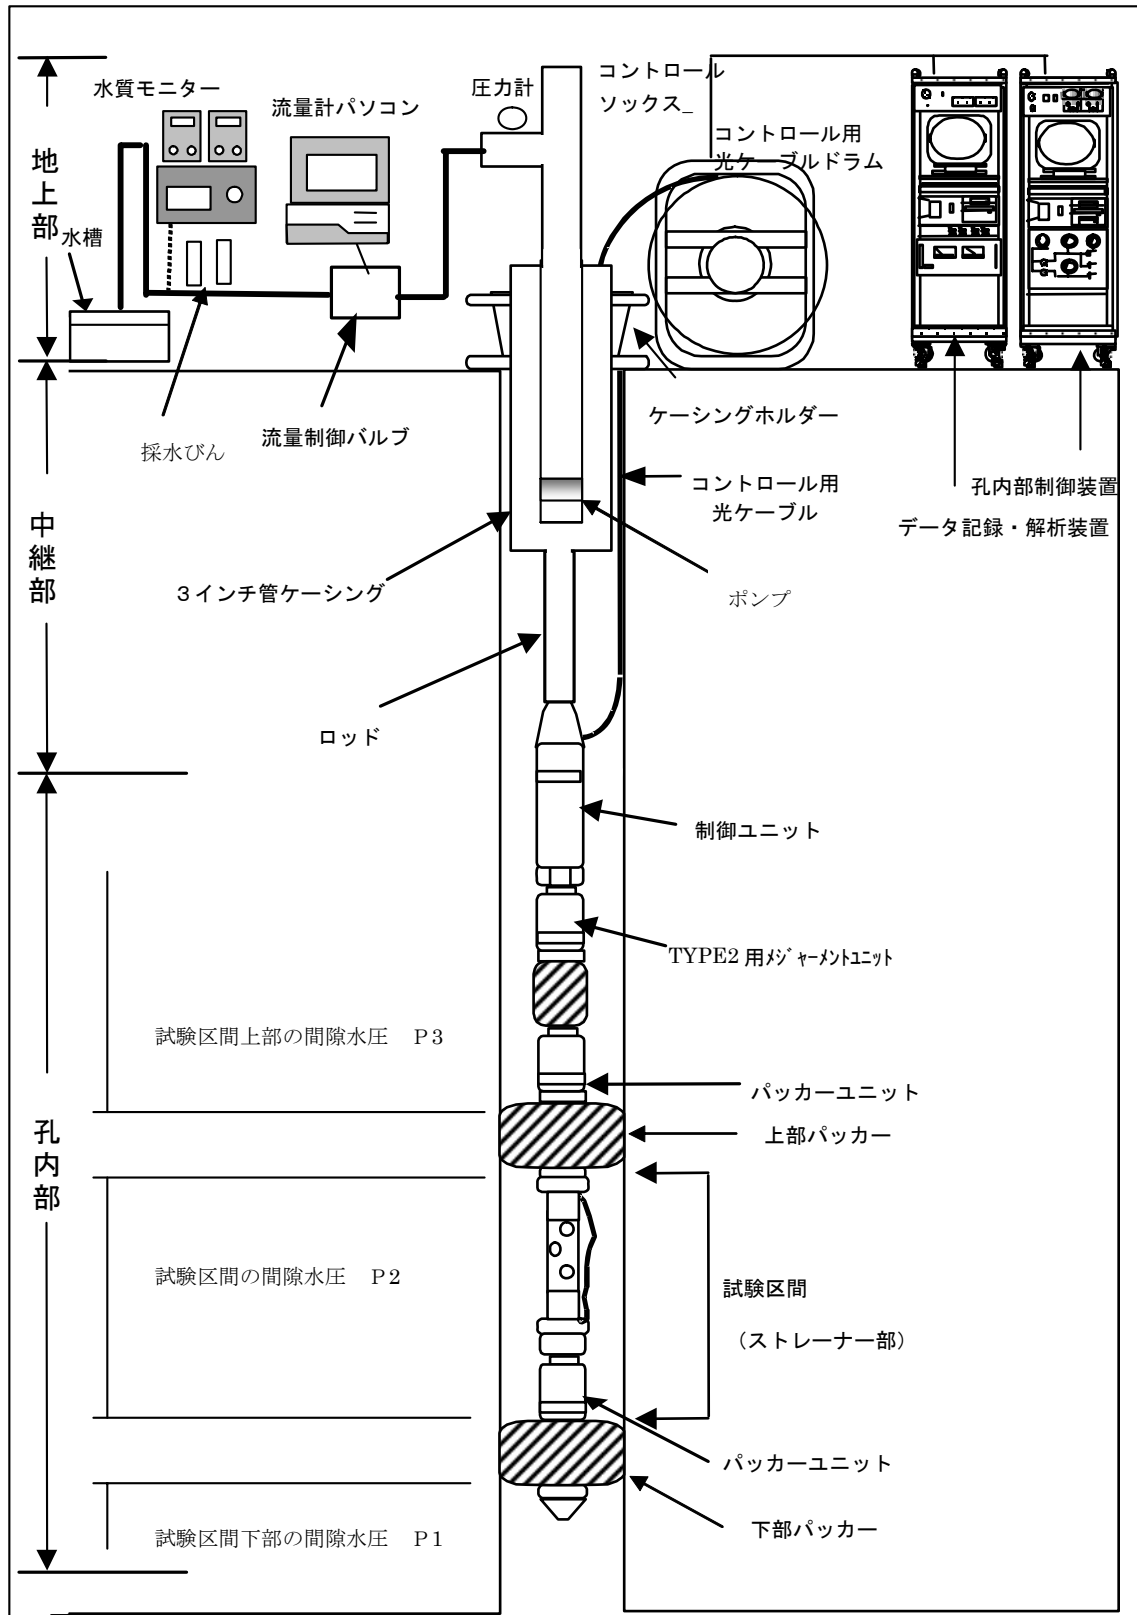 コントロール
ソックス_
水質モニター
流量計パソコン
圧力計
コントロール用
光ケーブルドラム
地上部
水槽
採水びん
流量制御バルブ
ケーシングホルダー
コントロール用
光ケーブル
孔内部制御装置
データ記録・解析装置
中継部
3インチ管ケーシング
ポンプ
ロッド
制御ユニット
TYPE2用メジャーメントユニット
試験区間上部の間隙水圧 P3
パッカーユニット
上部パッカー
孔内部
試験区間の間隙水圧 P2
試験区間
(ストレーナー部)
パッカーユニット
下部パッカー
試験区間下部の間隙水圧 P1